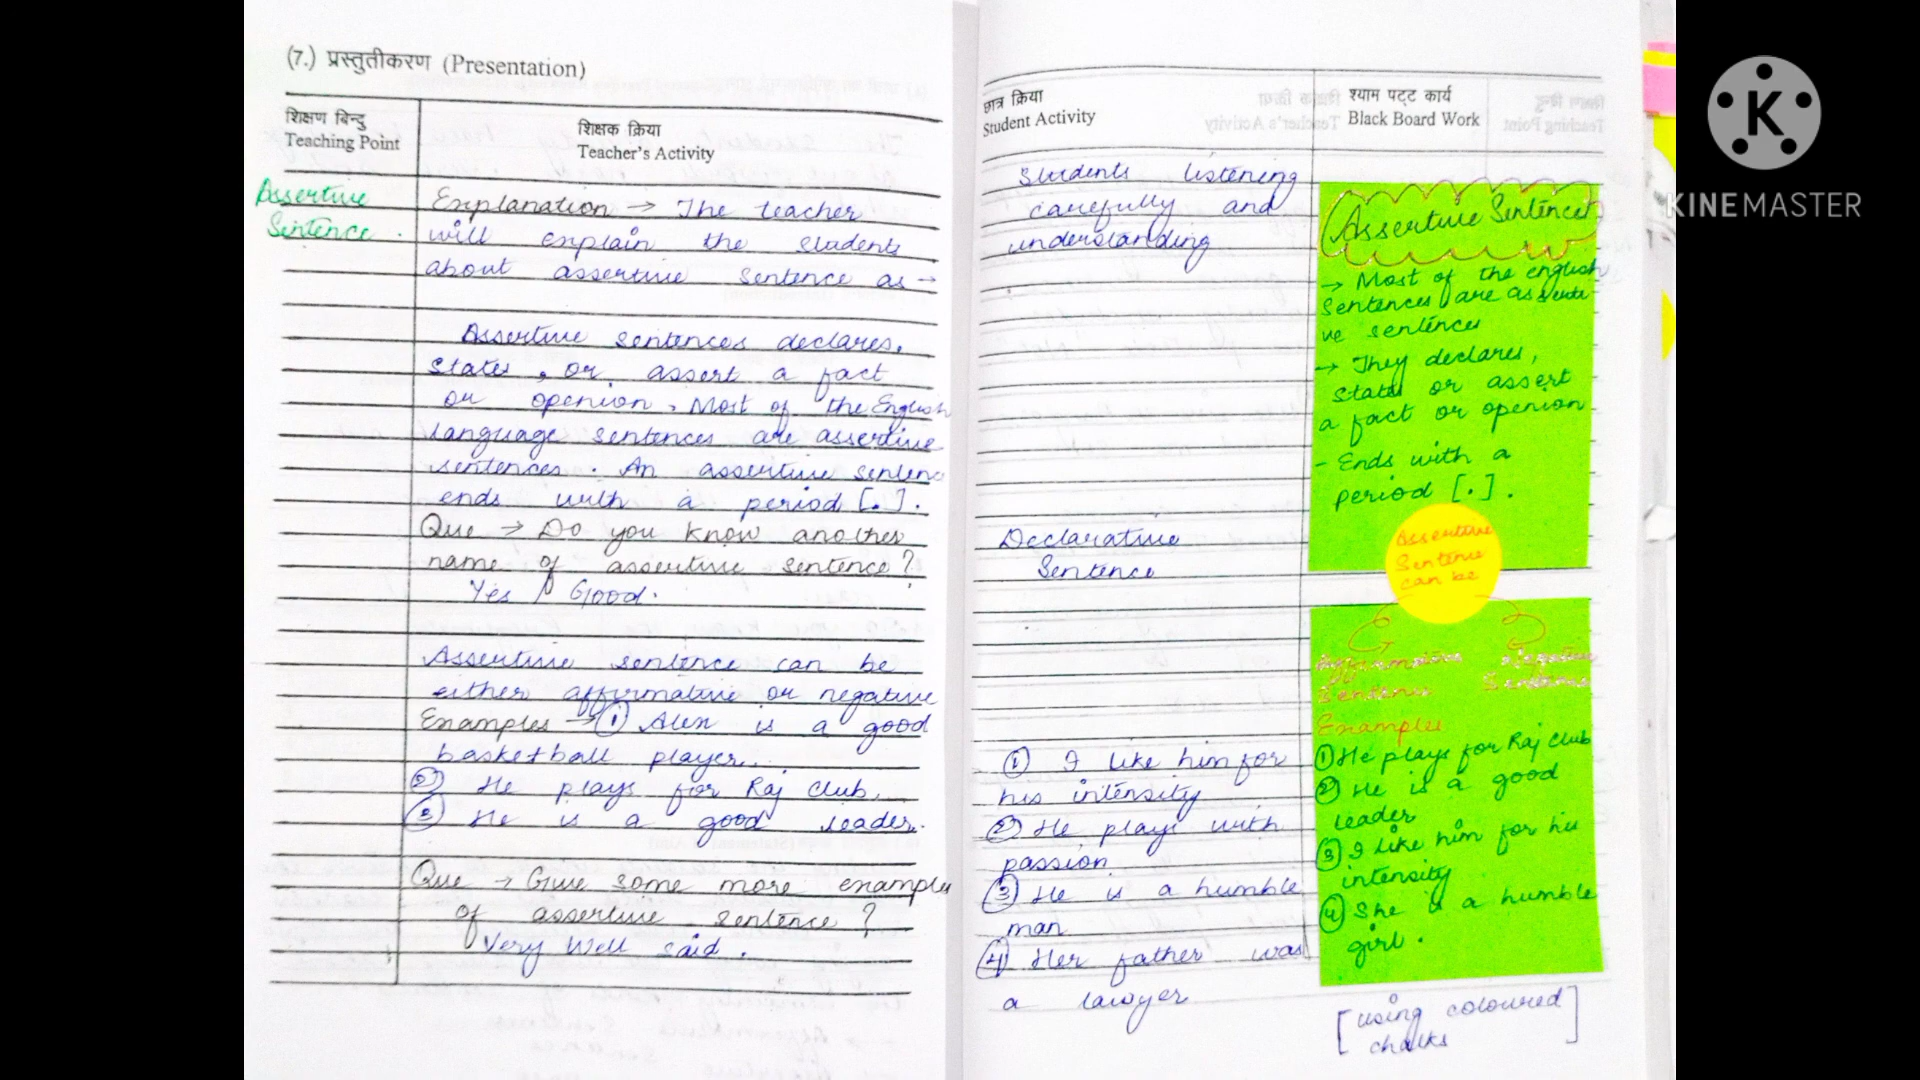 (7.) प्रस्तुतीकरण (Presentation)
शिक्षण बिन्दु
Teaching Point
शिक्षक क्रिया
Teacher's Activity
Assertive
Sentence.
Explanation → The teacher
will explain the students
about assertive sentence as →
Assertive sentences declares,
states, or assert a fact
or openion. Most of the English
language sentences are assertive
sentences. An assertive sentenc
ends with a period [.].
Que → Do you know another
name of assertive sentence?
Yes, Good.
Assertive sentence can be
either affirmative or negative
Examples → ① Alex is a good
basketball player.
② He plays for Raj Club.
③ He is a good leader.
Que → Give some more examples
of assertive sentence?
Very Well said.
छात्र क्रिया
Student Activity
Students listening
carefully and
understanding
Declarative
Sentence
① I like him for
his intensity
② He plays with
passion
③ He is a humble
man
④ Her father was
a lawyer
श्याम पट्ट कार्य
Black Board Work
Assertive Sentence
→ Most of the english
Sentences are asserti
ve sentences
→ They declares,
state or assert
a fact or openion
- Ends with a
period [.].
Assertive
Sentence
can be
Affirmative
Sentence
Negative
Sentence
Examples
① He plays for Raj Club
② He is a good
leader
③ I like him for his
intensity
④ She is a humble
girl.
[using coloured
chalks]
K
KINEMASTER